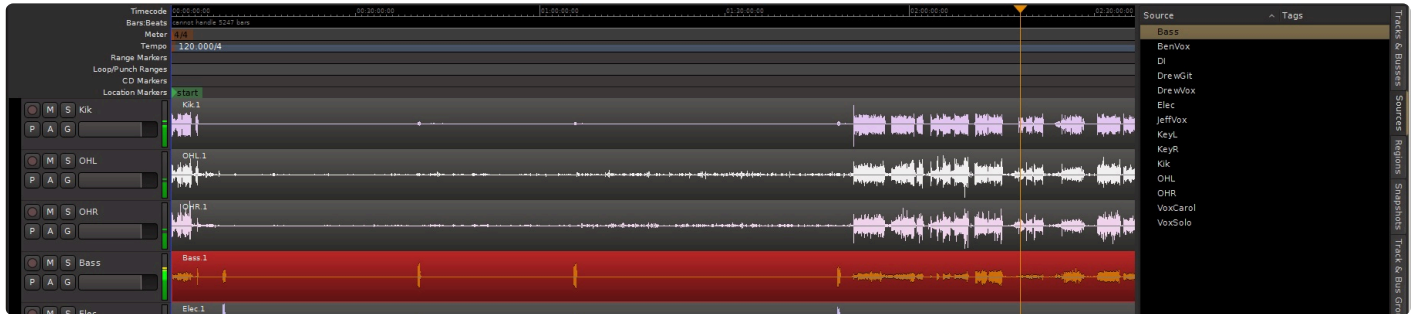 Timecode 00:00:00:00 00:20:00:00 01:00:00:00 01:20:00:00 02:00:00:00 02:20:00:00
Bars:Beats cannot handle 5247 bars
Meter 4/4
Tempo 120.000/4
Range Markers
Loop/Punch Ranges
CD Markers
Location Markers start
M S Kik
P A G
Kik.1
M S OHL
P A G
OHL.1
M S OHR
P A G
OHR.1
M S Bass
P A G
Bass.1
M S Elec
Elec.1
Source Tags
Bass
BenVox
DI
DrewGit
DrewVox
Elec
JeffVox
KeyL
KeyR
Kik
OHL
OHR
VoxCarol
VoxSolo
Tracks & Busses
Sources
Regions
Snapshots
Track & Bus Gro